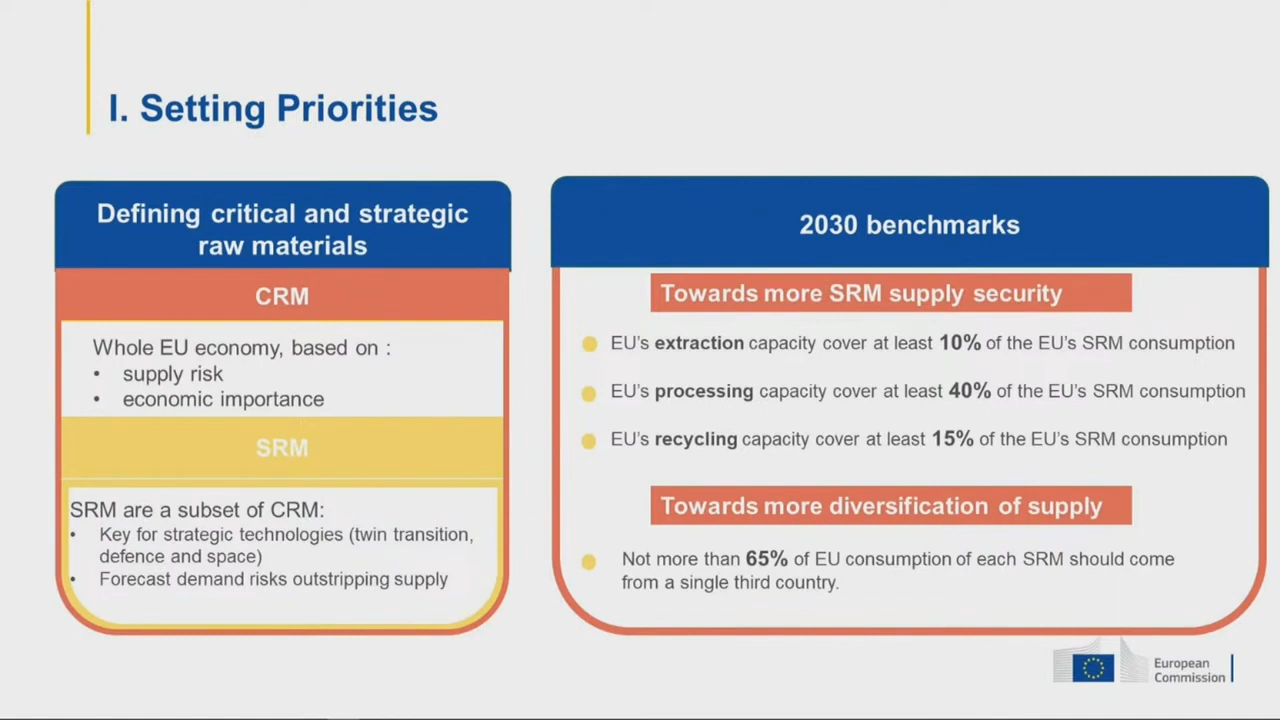 I. Setting Priorities
Defining critical and strategic
raw materials
CRM
Whole EU economy, based on :
• supply risk
• economic importance
SRM
SRM are a subset of CRM:
• Key for strategic technologies (twin transition,
defence and space)
• Forecast demand risks outstripping supply
2030 benchmarks
Towards more SRM supply security
EU's extraction capacity cover at least 10% of the EU's SRM consumption
EU's processing capacity cover at least 40% of the EU's SRM consumption
EU's recycling capacity cover at least 15% of the EU's SRM consumption
Towards more diversification of supply
Not more than 65% of EU consumption of each SRM should come
from a single third country.
European
Commission